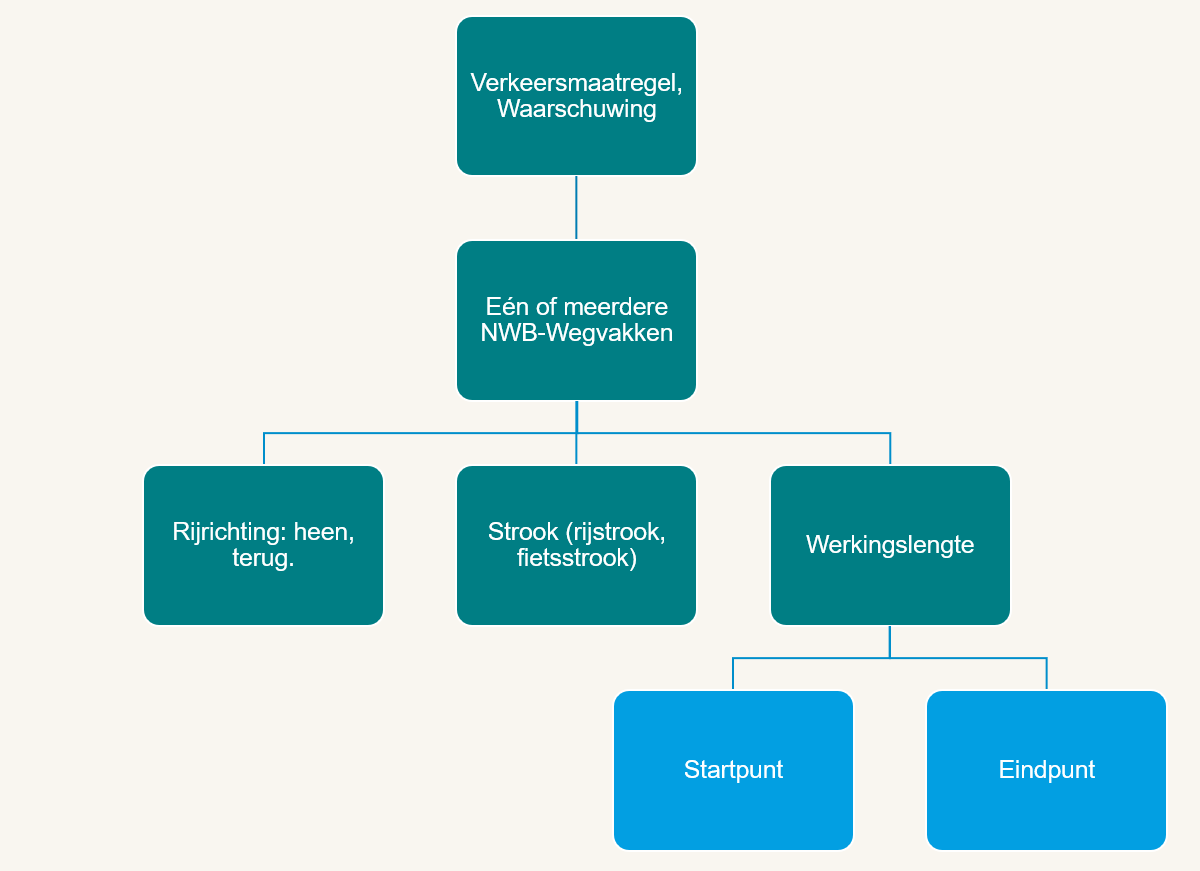 Verkeersmaatregel,
Waarschuwing
Eén of meerdere
NWB-Wegvakken
Rijrichting: heen,
terug.
Strook (rijstrook,
fietsstrook)
Werkingslengte
Startpunt
Eindpunt